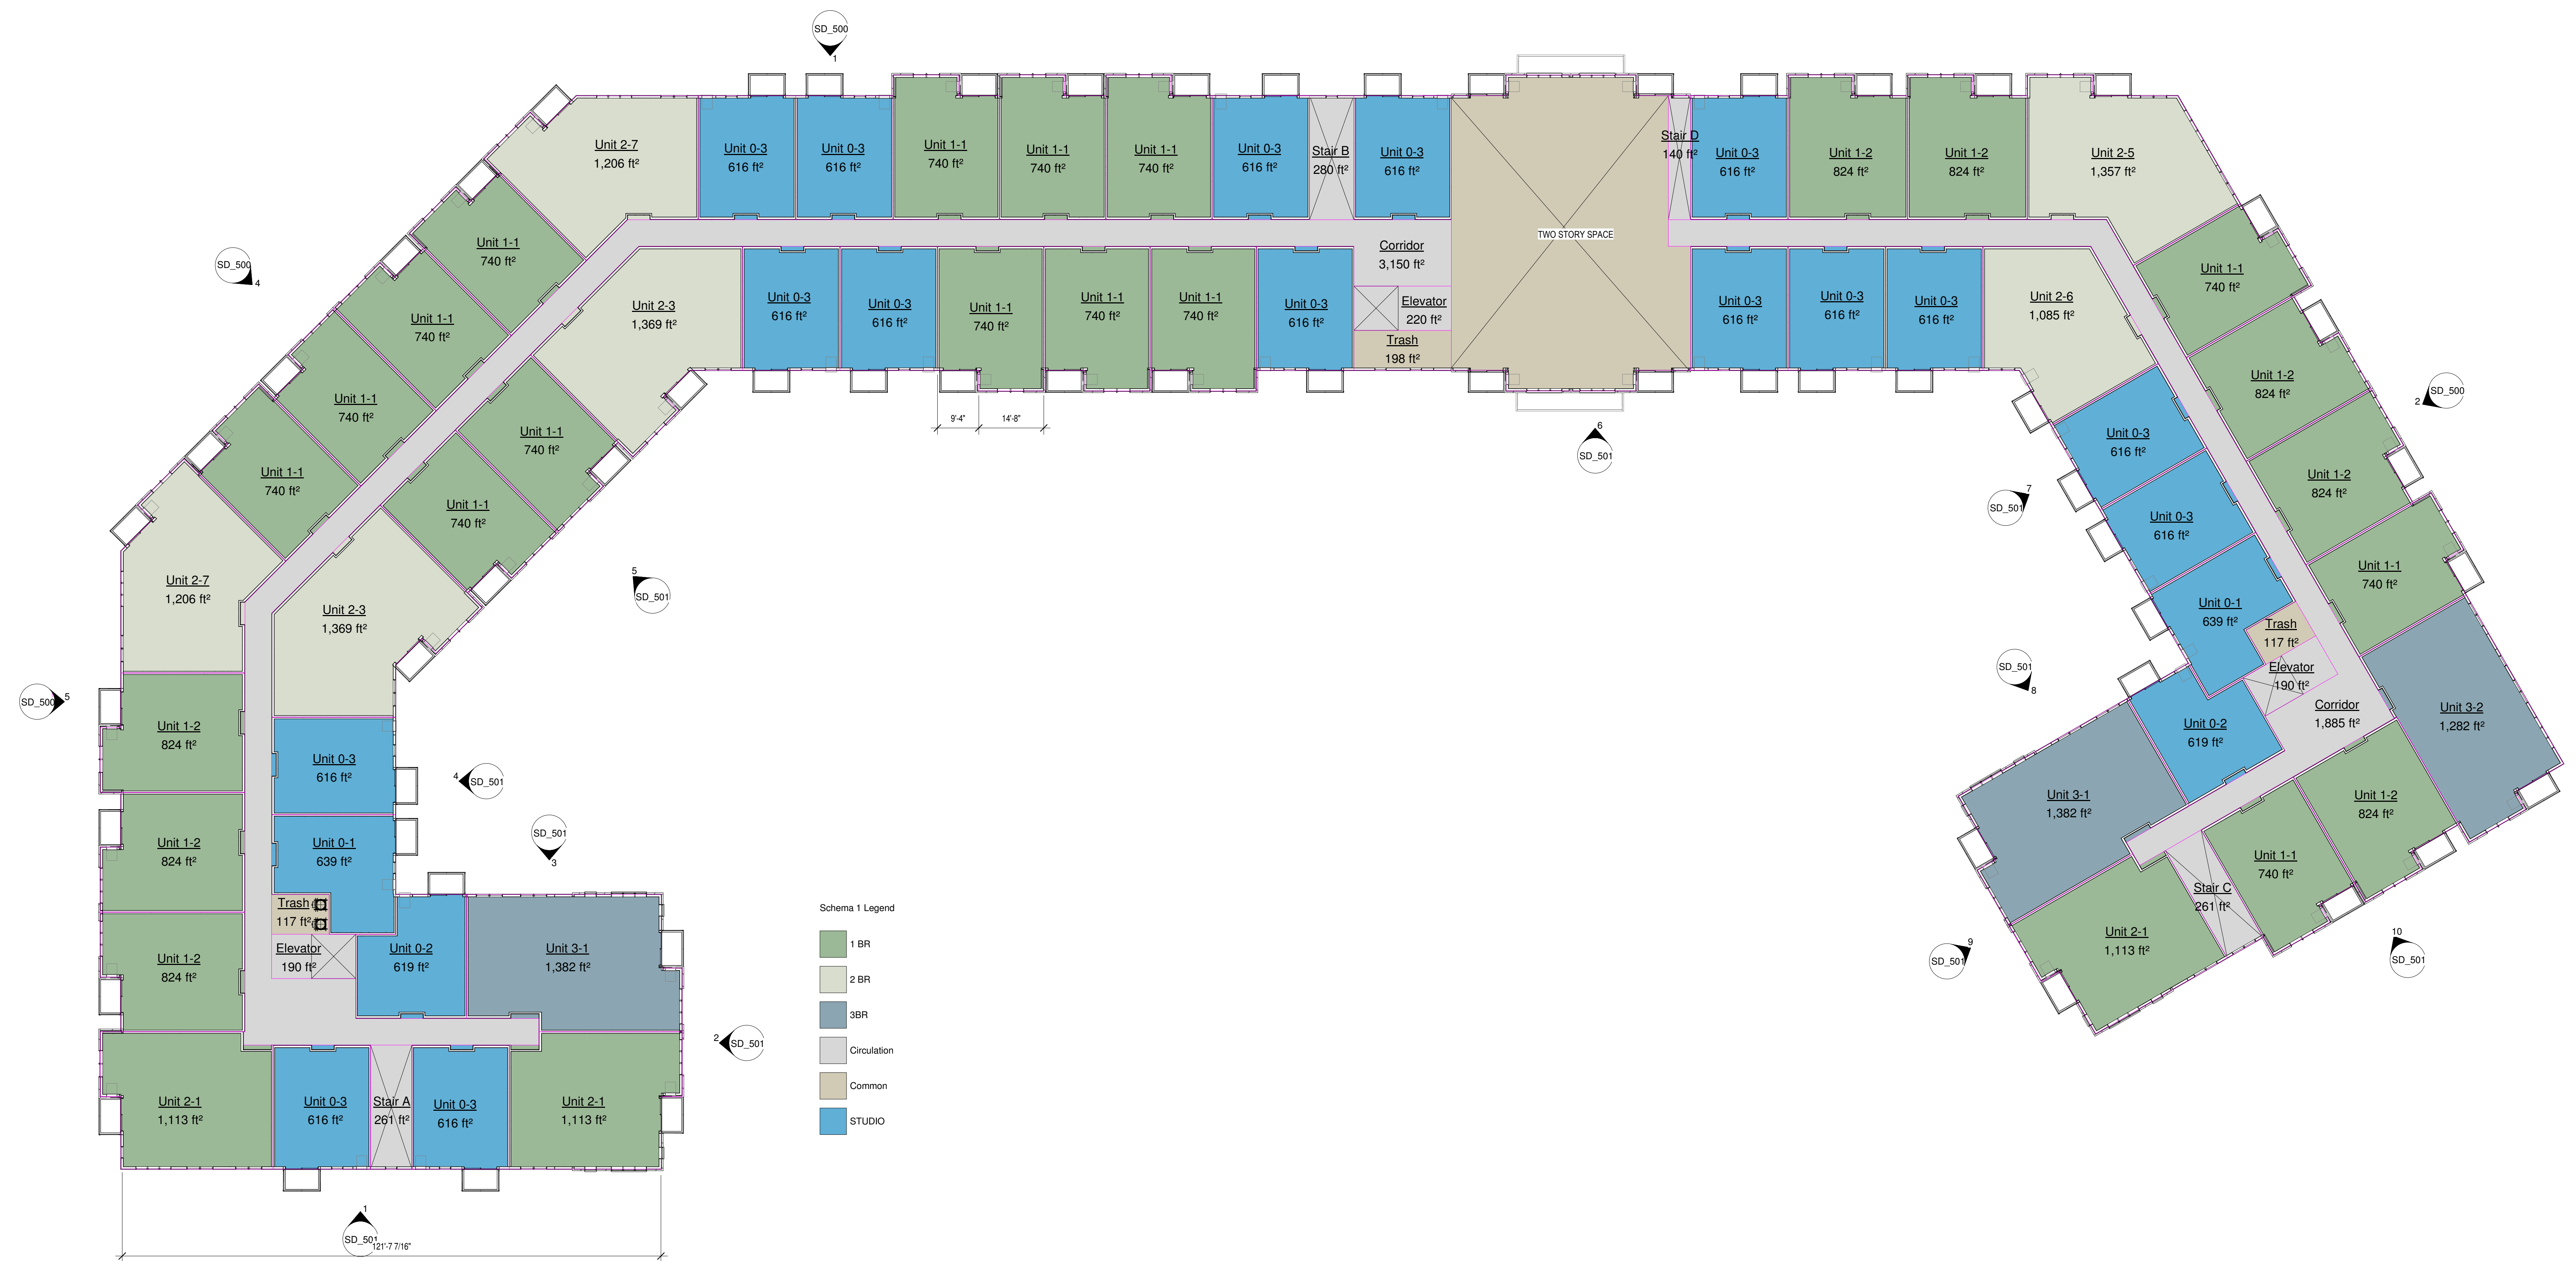 SD_500
1
Unit 2-7
1,206 ft²
Unit 0-3
616 ft²
Unit 0-3
616 ft²
Unit 1-1
740 ft²
Unit 1-1
740 ft²
Unit 1-1
740 ft²
Unit 0-3
616 ft²
Stair B
280 ft²
Unit 0-3
616 ft²
Stair D
140 ft²
Unit 0-3
616 ft²
Unit 1-2
824 ft²
Unit 1-2
824 ft²
Unit 2-5
1,357 ft²
TWO STORY SPACE
Corridor
3,150 ft²
Elevator
220 ft²
Trash
198 ft²
SD_500
4
Unit 1-1
740 ft²
Unit 1-1
740 ft²
Unit 1-1
740 ft²
Unit 1-1
740 ft²
Unit 2-3
1,369 ft²
Unit 0-3
616 ft²
Unit 0-3
616 ft²
Unit 1-1
740 ft²
Unit 1-1
740 ft²
Unit 1-1
740 ft²
Unit 0-3
616 ft²
Unit 0-3
616 ft²
Unit 0-3
616 ft²
Unit 0-3
616 ft²
Unit 2-6
1,085 ft²
Unit 1-1
740 ft²
Unit 1-2
824 ft²
2
SD_500
9'-4"
14'-8"
6
SD_501
Unit 1-1
740 ft²
Unit 1-1
740 ft²
Unit 0-3
616 ft²
Unit 1-2
824 ft²
7
SD_501
Unit 0-3
616 ft²
Unit 1-1
740 ft²
Unit 2-7
1,206 ft²
Unit 2-3
1,369 ft²
5
SD_501
Unit 0-1
639 ft²
Trash
117 ft²
Elevator
190 ft²
SD_501
8
Corridor
1,885 ft²
Unit 3-2
1,282 ft²
Unit 0-2
619 ft²
SD_500
5
Unit 1-2
824 ft²
Unit 0-3
616 ft²
4
SD_501
Unit 3-1
1,382 ft²
Unit 1-2
824 ft²
Unit 1-2
824 ft²
Unit 0-1
639 ft²
SD_501
3
Unit 1-1
740 ft²
Stair C
261 ft²
Trash
117 ft²
Elevator
190 ft²
Unit 1-2
824 ft²
Unit 0-2
619 ft²
Unit 3-1
1,382 ft²
Unit 2-1
1,113 ft²
9
SD_501
10
SD_501
2
SD_501
Schema 1 Legend
1 BR
2 BR
3BR
Circulation
Common
STUDIO
Unit 2-1
1,113 ft²
Unit 0-3
616 ft²
Stair A
261 ft²
Unit 0-3
616 ft²
Unit 2-1
1,113 ft²
1
SD_501
121'-7 7/16"